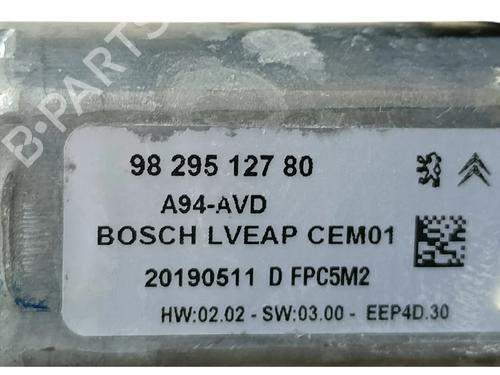 B-PARTS
98 295 127 80
A94-AVD
BOSCH LVEAP CEM01
20190511 D FPC5M2
HW:02.02 - SW:03.00 - EEP4D.30